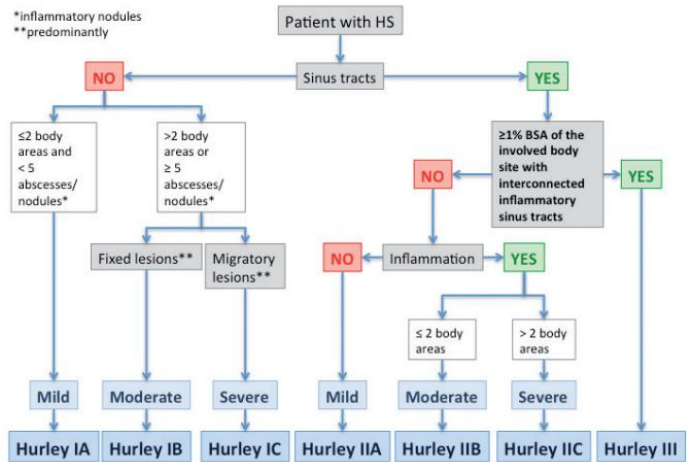 *inflammatory nodules
**predominantly
Patient with HS
Sinus tracts
NO
YES
≤2 body
areas and
< 5
abscesses/
nodules*
>2 body
areas or
≥ 5
abscesses/
nodules*
≥1% BSA of the
involved body
site with
interconnected
inflammatory
sinus tracts
NO
YES
Fixed lesions**
Migratory
lesions**
NO
Inflammation
YES
≤ 2 body
areas
> 2 body
areas
Mild
Moderate
Severe
Mild
Moderate
Severe
Hurley IA
Hurley IB
Hurley IC
Hurley IIA
Hurley IIB
Hurley IIC
Hurley III